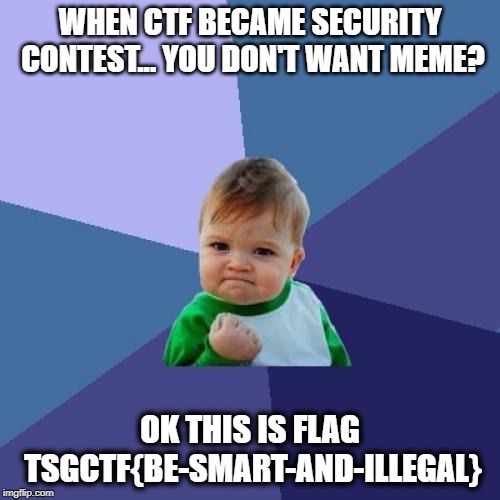 WHEN CTF BECAME SECURITY
CONTEST... YOU DON'T WANT MEME?
OK THIS IS FLAG
TSGCTF{BE-SMART-AND-ILLEGAL}
imgflip.com